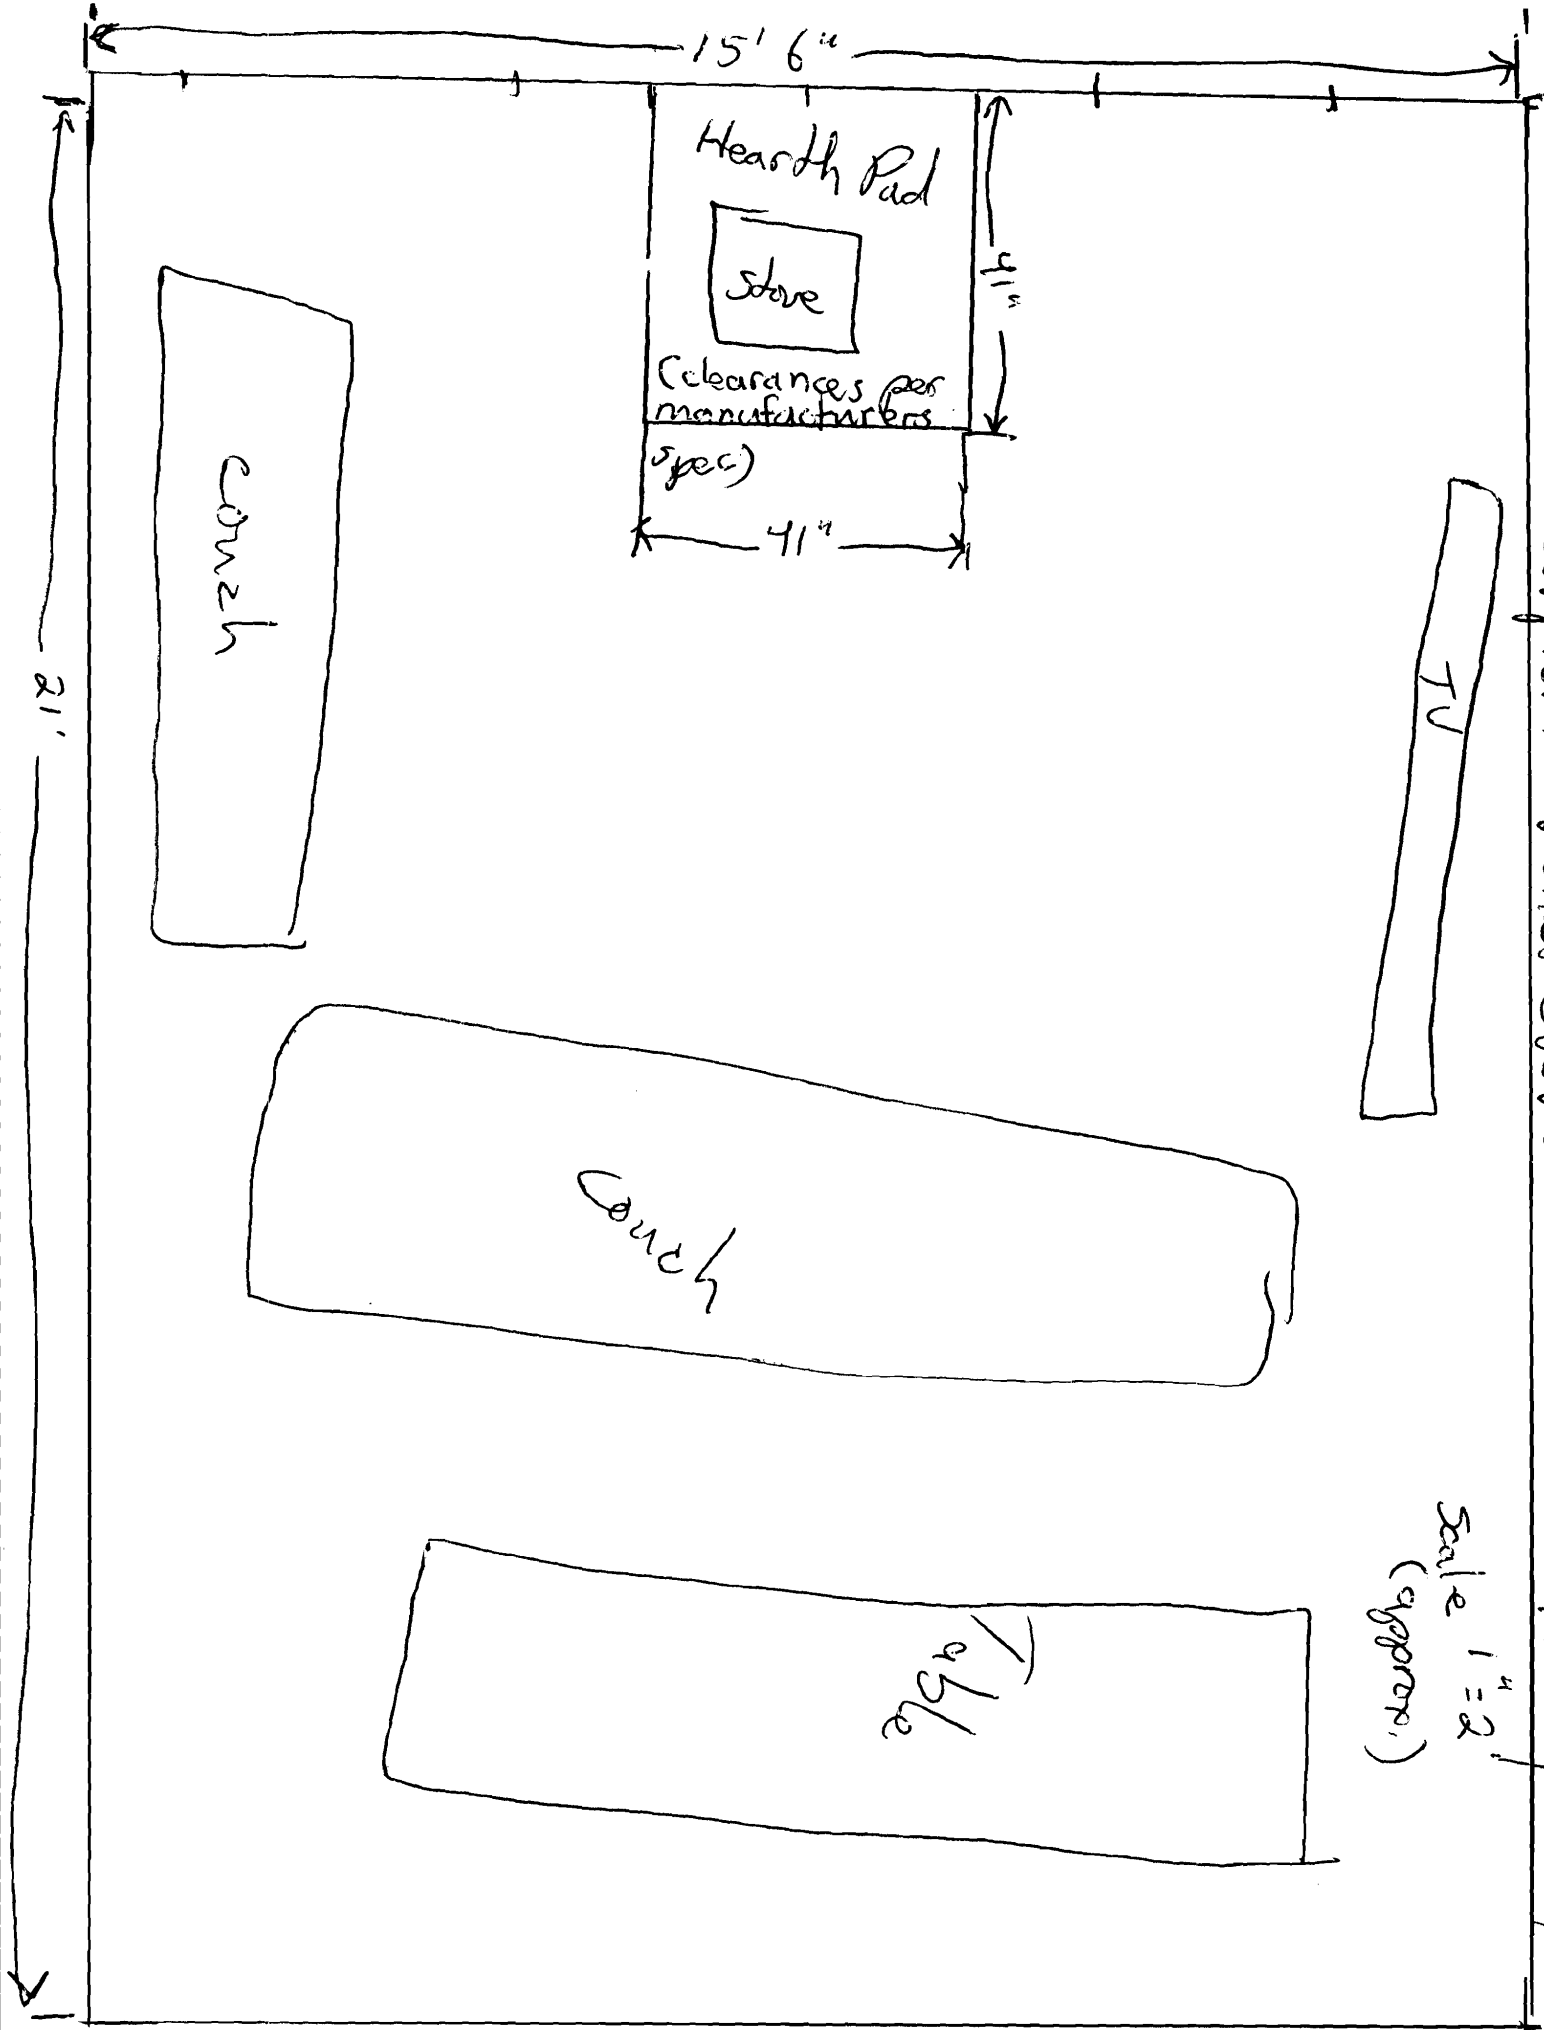 15' 6"
Hearth Pad
41"
Stove
(clearances per
manufacturers
spec)
41"
couch
21'
TV
Couch
Table
Scale 1"=2'
(approx.)